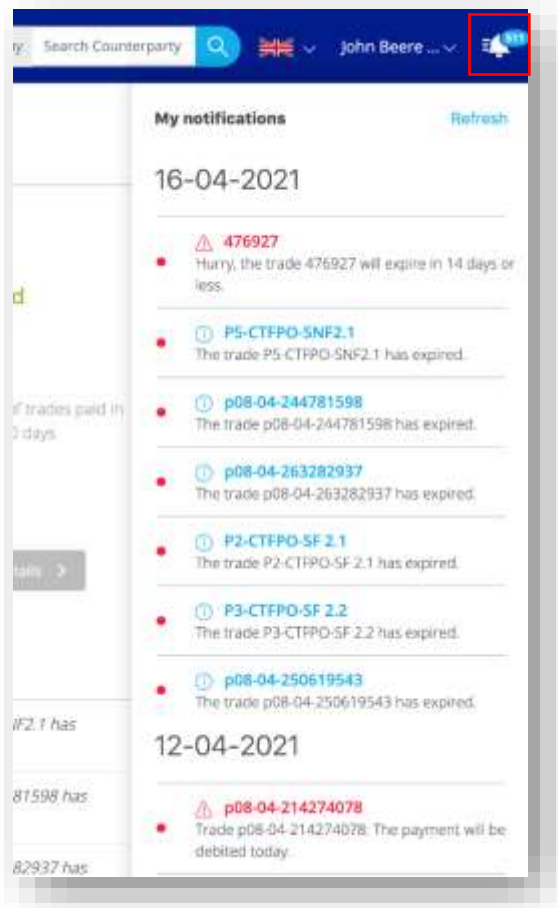 y Search Counterparty
John Beere ...
511
My notifications
Refresh
16-04-2021
476927
Hurry, the trade 476927 will expire in 14 days or
less.
P5-CTFPO-SNF2.1
The trade P5-CTFPO-SNF2.1 has expired.
p08-04-244781598
The trade p08-04-244781598 has expired.
p08-04-263282937
The trade p08-04-263282937 has expired.
P2-CTFPO-SF 2.1
The trade P2-CTFPO-SF 2.1 has expired.
P3-CTFPO-SF 2.2
The trade P3-CTFPO-SF 2.2 has expired.
p08-04-250619543
The trade p08-04-250619543 has expired.
12-04-2021
p08-04-214274078
Trade p08-04-214274078: The payment will be
debited today.
d
of trades paid in
0 days
tails
NF2.1 has
81598 has
82937 has